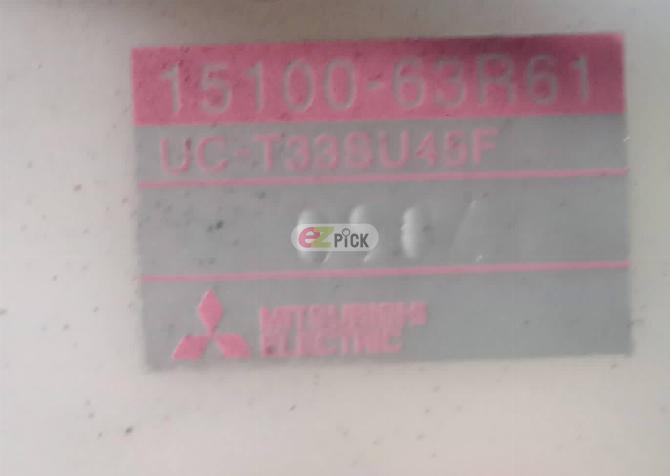 15100-63R61
UC-T33SU45F
eZPiCK
MITSUBISHI
ELECTRIC